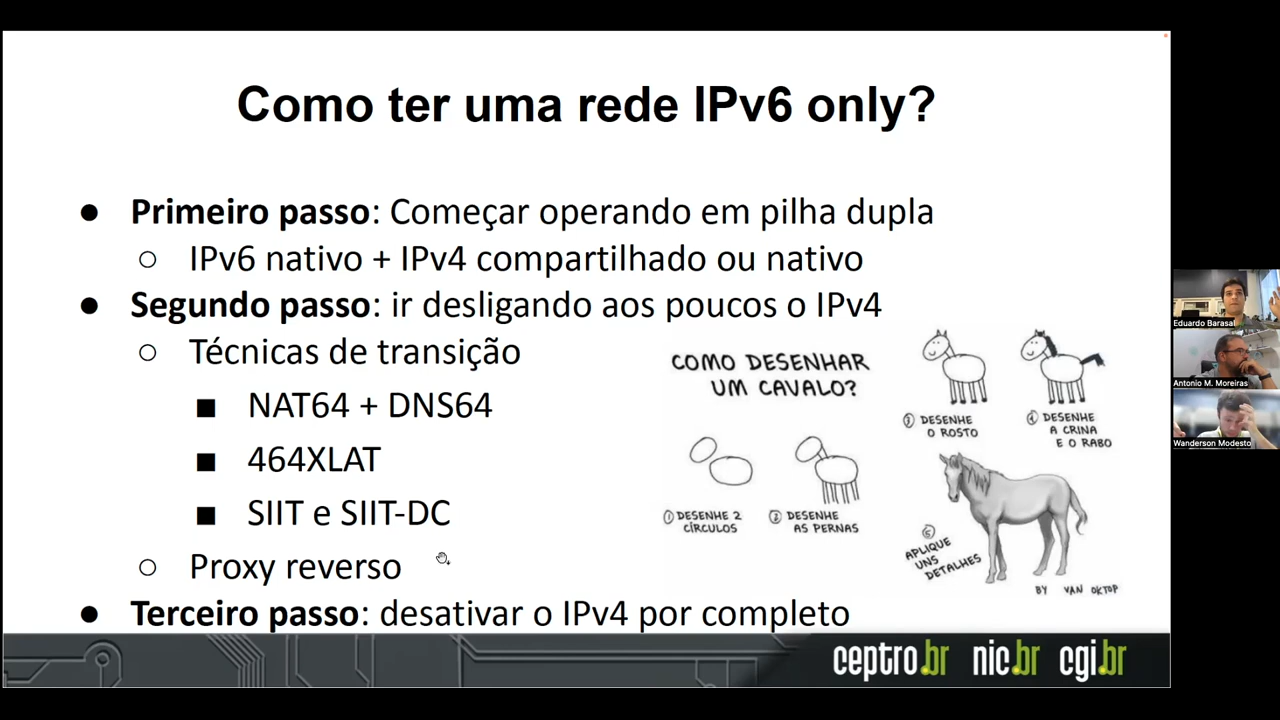 Como ter uma rede IPv6 only?
● Primeiro passo: Começar operando em pilha dupla
○ IPv6 nativo + IPv4 compartilhado ou nativo
● Segundo passo: ir desligando aos poucos o IPv4
○ Técnicas de transição
■ NAT64 + DNS64
■ 464XLAT
■ SIIT e SIIT-DC
○ Proxy reverso
● Terceiro passo: desativar o IPv4 por completo
COMO DESENHAR
UM CAVALO?
① DESENHE 2
CÍRCULOS
② DESENHE
AS PERNAS
③ DESENHE
O ROSTO
④ DESENHE
A CRINA
E O RABO
⑤ APLIQUE
UNS
DETALHES
BY VAN OKTOP
ceptro.br nic.br cgi.br
Eduardo Barasal
Antonio M. Moreiras
Wanderson Modesto